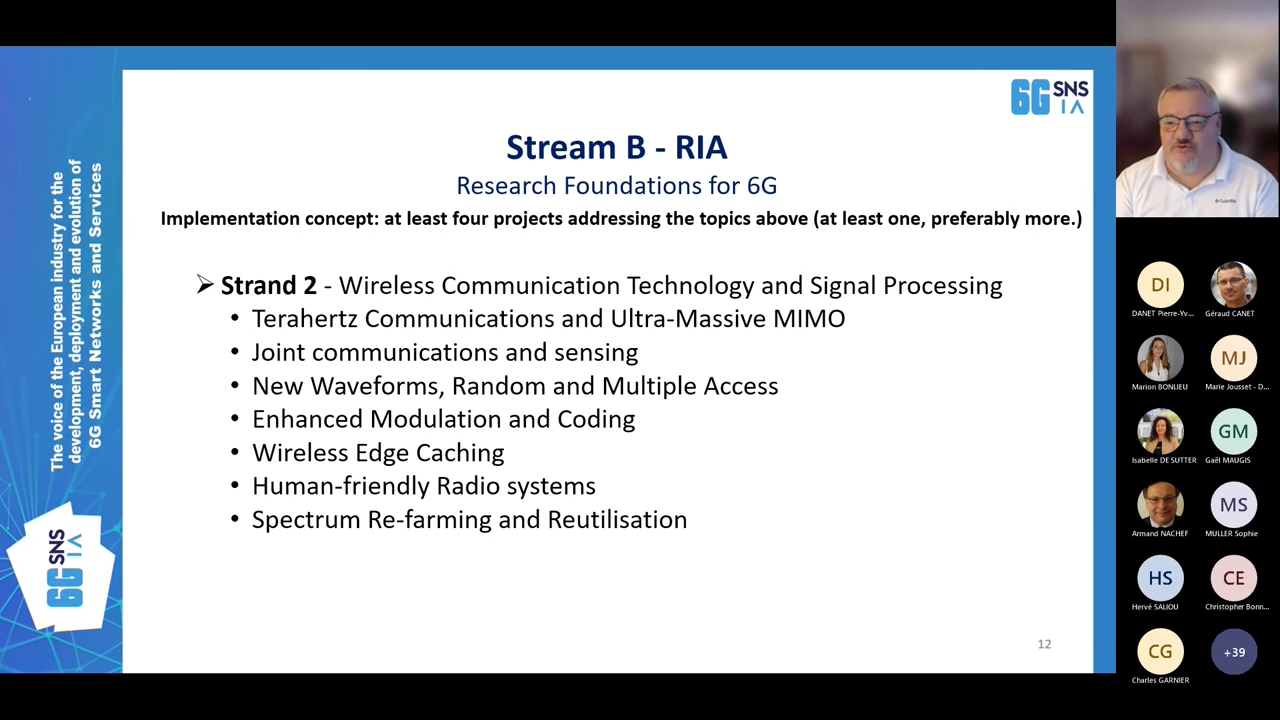 The voice of the European industry for the
development, deployment and evolution of
6G Smart Networks and Services
6G SNS IA
6G SNS IA
Stream B - RIA
Research Foundations for 6G
Implementation concept: at least four projects addressing the topics above (at least one, preferably more.)
➢ Strand 2 - Wireless Communication Technology and Signal Processing
• Terahertz Communications and Ultra-Massive MIMO
• Joint communications and sensing
• New Waveforms, Random and Multiple Access
• Enhanced Modulation and Coding
• Wireless Edge Caching
• Human-friendly Radio systems
• Spectrum Re-farming and Reutilisation
12
DI
DANET Pierre-Yv...
Géraud CANET
Marion BONLIEU
MJ
Marie Jousset - D...
Isabelle DE SUTTER
GM
Gaël MAUGIS
Armand NACHEF
MS
MULLER Sophie
HS
Hervé SALIOU
CE
Christopher Bonn...
CG
Charles GARNIER
+39